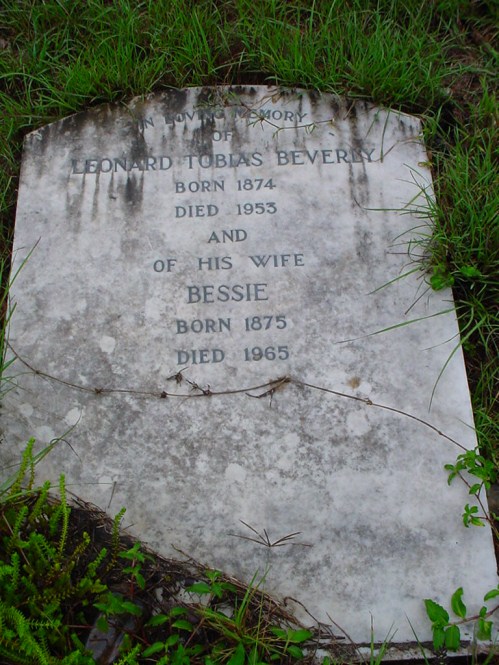 IN LOVING MEMORY
OF
LEONARD TOBIAS BEVERLY
BORN 1874
DIED 1953
AND
OF HIS WIFE
BESSIE
BORN 1875
DIED 1965